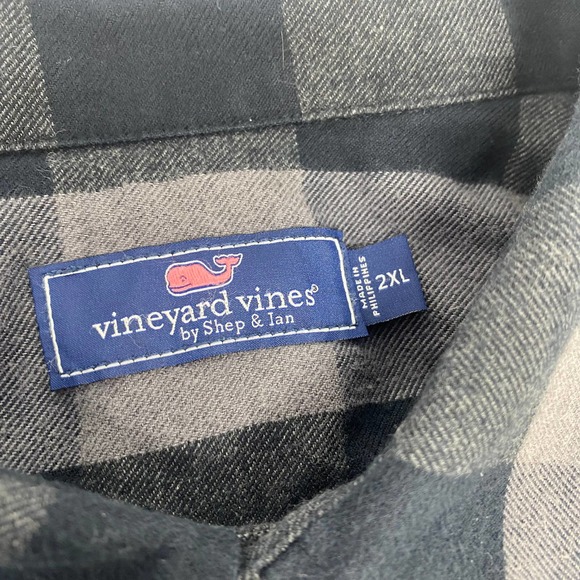 vineyard vines®
by Shep & Ian
MADE IN
PHILIPPINES
2XL